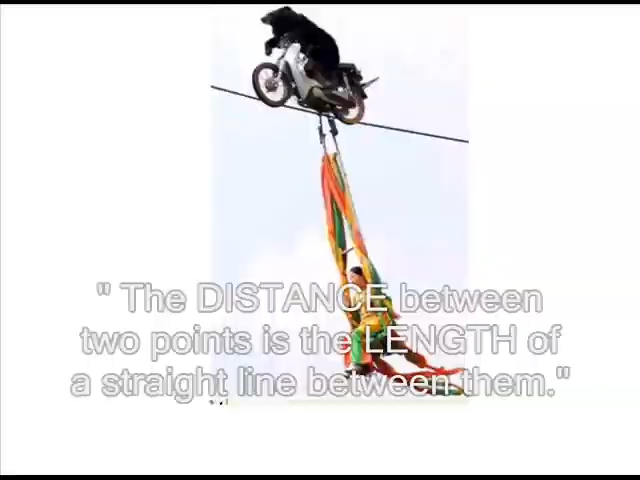 " The DISTANCE between
two points is the LENGTH of
a straight line between them."